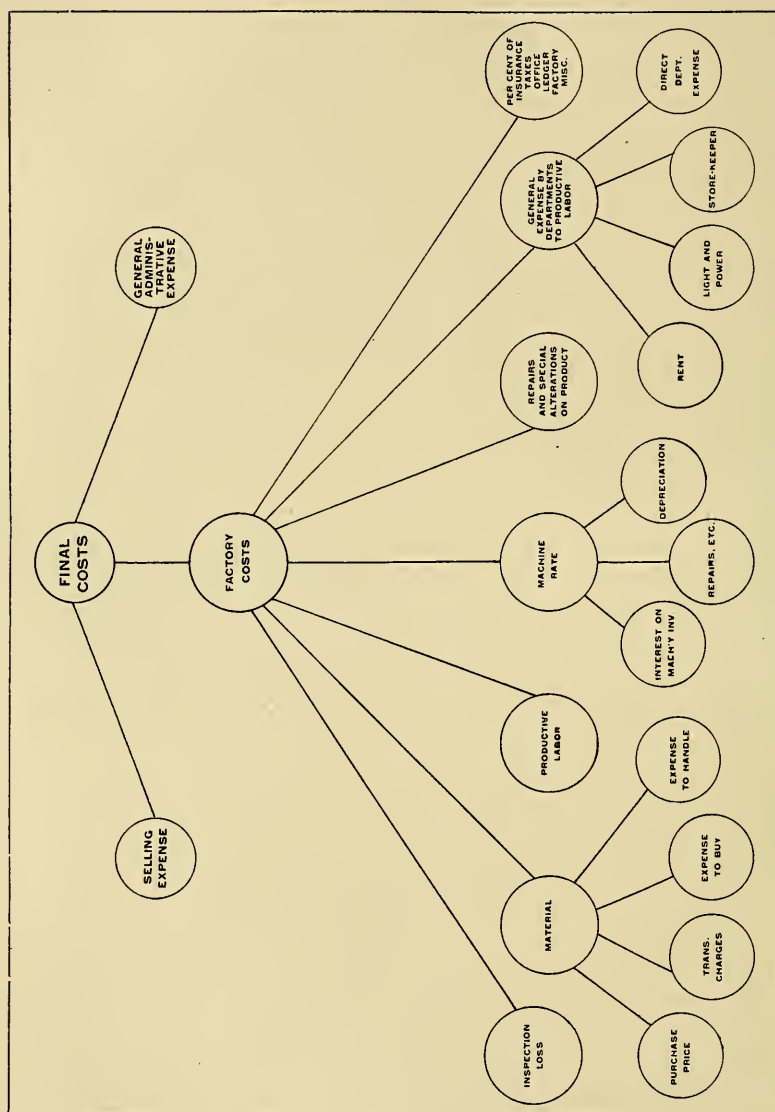 FINAL
COSTS
SELLING
EXPENSE
GENERAL
ADMINIS-
TRATIVE
EXPENSE
FACTORY
COSTS
INSPECTION
LOSS
MATERIAL
PRODUCTIVE
LABOR
MACHINE
RATE
REPAIRS
AND SPECIAL
ALTERATIONS
ON PRODUCT
GENERAL
EXPENSE BY
DEPARTMENTS
TO PRODUCTIVE
LABOR
PER CENT OF
INSURANCE
TAXES
OFFICE
LEDGER
FACTORY
MISC.
PURCHASE
PRICE
TRANS.
CHARGES
EXPENSE
TO BUY
EXPENSE
TO HANDLE
INTEREST ON
MACH'Y INV
REPAIRS, ETC.
DEPRECIATION
RENT
LIGHT AND
POWER
STORE-KEEPER
DIRECT
DEPT.
EXPENSE